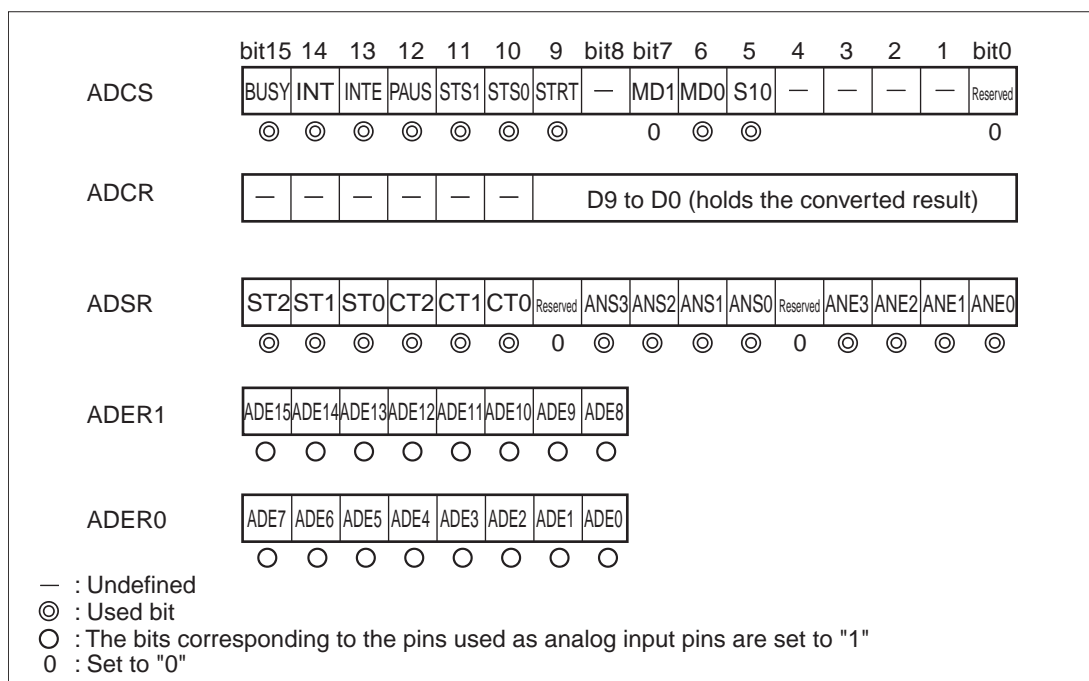 bit15 14 13 12 11 10 9 bit8 bit7 6 5 4 3 2 1 bit0
ADCS BUSY INT INTE PAUS STS1 STS0 STRT — MD1 MD0 S10 — — — — Reserved
◎ ◎ ◎ ◎ ◎ ◎ ◎ 0 ◎ ◎ 0
ADCR — — — — — — D9 to D0 (holds the converted result)
ADSR ST2 ST1 ST0 CT2 CT1 CT0 Reserved ANS3 ANS2 ANS1 ANS0 Reserved ANE3 ANE2 ANE1 ANE0
◎ ◎ ◎ ◎ ◎ ◎ 0 ◎ ◎ ◎ ◎ 0 ◎ ◎ ◎ ◎
ADER1 ADE15 ADE14 ADE13 ADE12 ADE11 ADE10 ADE9 ADE8
○ ○ ○ ○ ○ ○ ○ ○
ADER0 ADE7 ADE6 ADE5 ADE4 ADE3 ADE2 ADE1 ADE0
○ ○ ○ ○ ○ ○ ○ ○
— : Undefined
◎ : Used bit
○ : The bits corresponding to the pins used as analog input pins are set to "1"
0 : Set to "0"